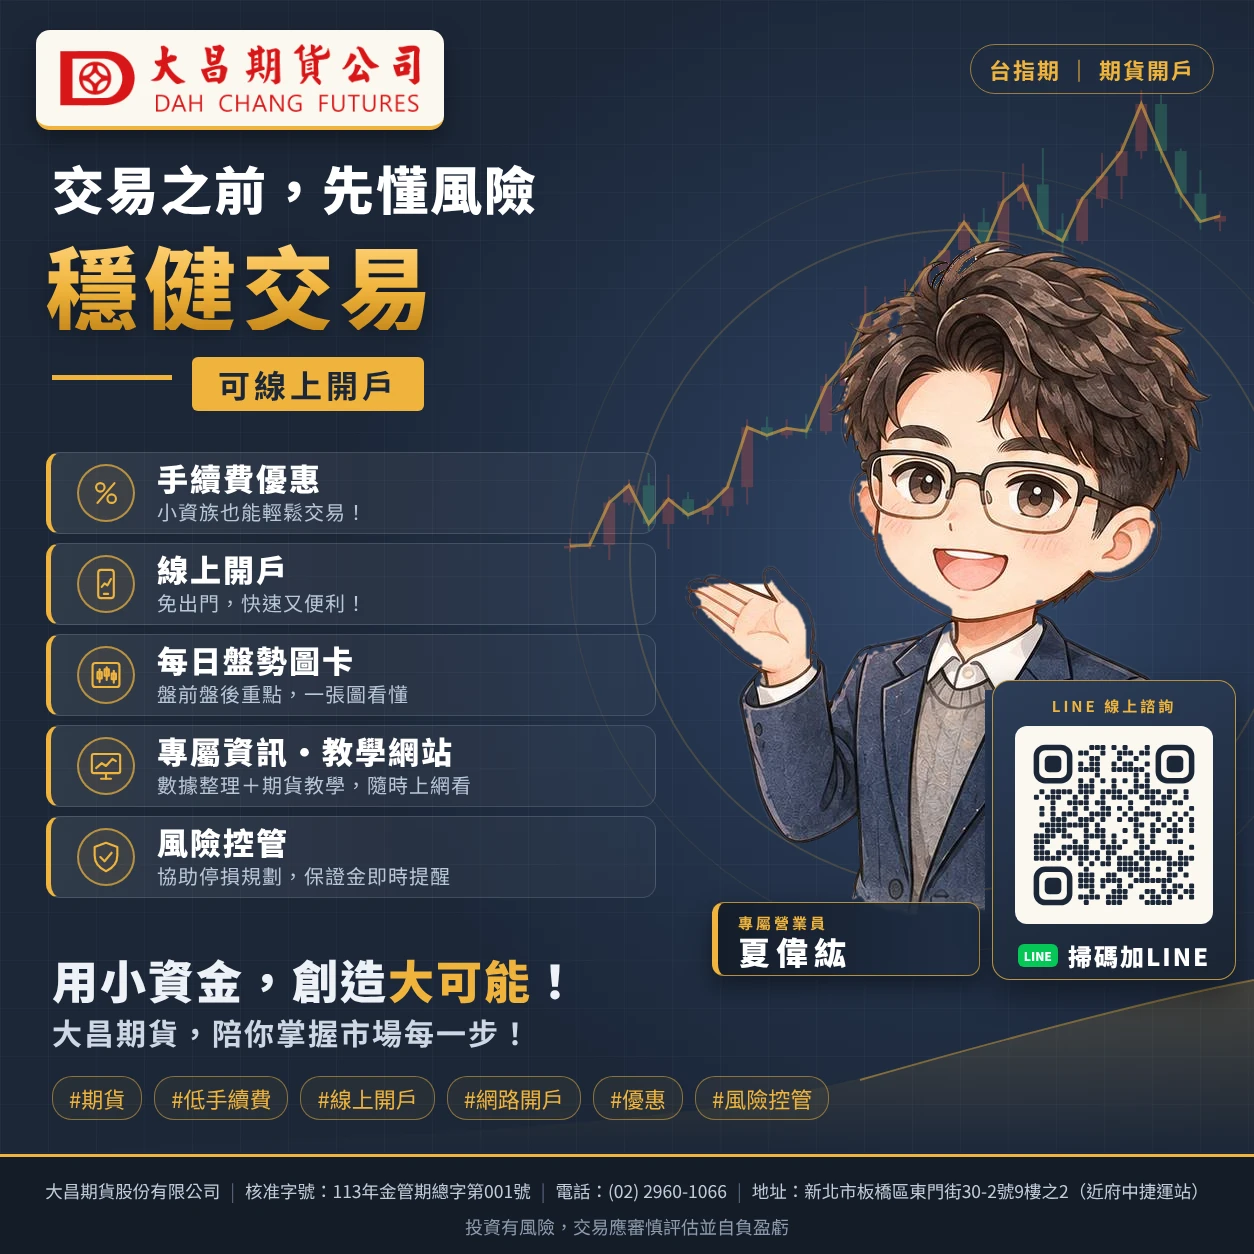 大昌期貨公司
DAH CHANG FUTURES
台指期｜期貨開戶
交易之前，先懂風險
穩健交易
可線上開戶
手續費優惠
小資族也能輕鬆交易！
線上開戶
免出門，快速又便利！
每日盤勢圖卡
盤前盤後重點，一張圖看懂
專屬資訊・教學網站
數據整理＋期貨教學，隨時上網看
風險控管
協助停損規劃，保證金即時提醒
LINE 線上諮詢
LINE 掃碼加LINE
專屬營業員
夏偉紘
用小資金，創造大可能！
大昌期貨，陪你掌握市場每一步！
#期貨 #低手續費 #線上開戶 #網路開戶 #優惠 #風險控管
大昌期貨股份有限公司｜核准字號：113年金管期總字第001號｜電話：(02) 2960-1066｜地址：新北市板橋區東門街30-2號9樓之2（近府中捷運站）
投資有風險，交易應審慎評估並自負盈虧